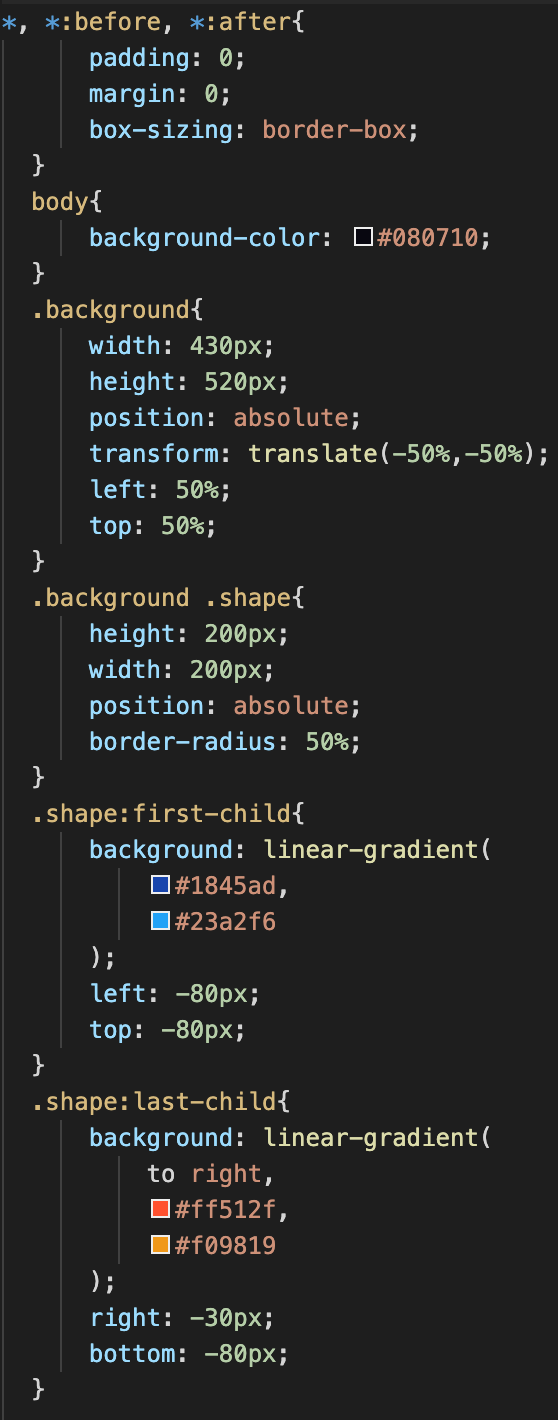 *, *:before, *:after{
padding: 0;
margin: 0;
box-sizing: border-box;
}
body{
background-color: #080710;
}
.background{
width: 430px;
height: 520px;
position: absolute;
transform: translate(-50%,-50%);
left: 50%;
top: 50%;
}
.background .shape{
height: 200px;
width: 200px;
position: absolute;
border-radius: 50%;
}
.shape:first-child{
background: linear-gradient(
#1845ad,
#23a2f6
);
left: -80px;
top: -80px;
}
.shape:last-child{
background: linear-gradient(
to right,
#ff512f,
#f09819
);
right: -30px;
bottom: -80px;
}